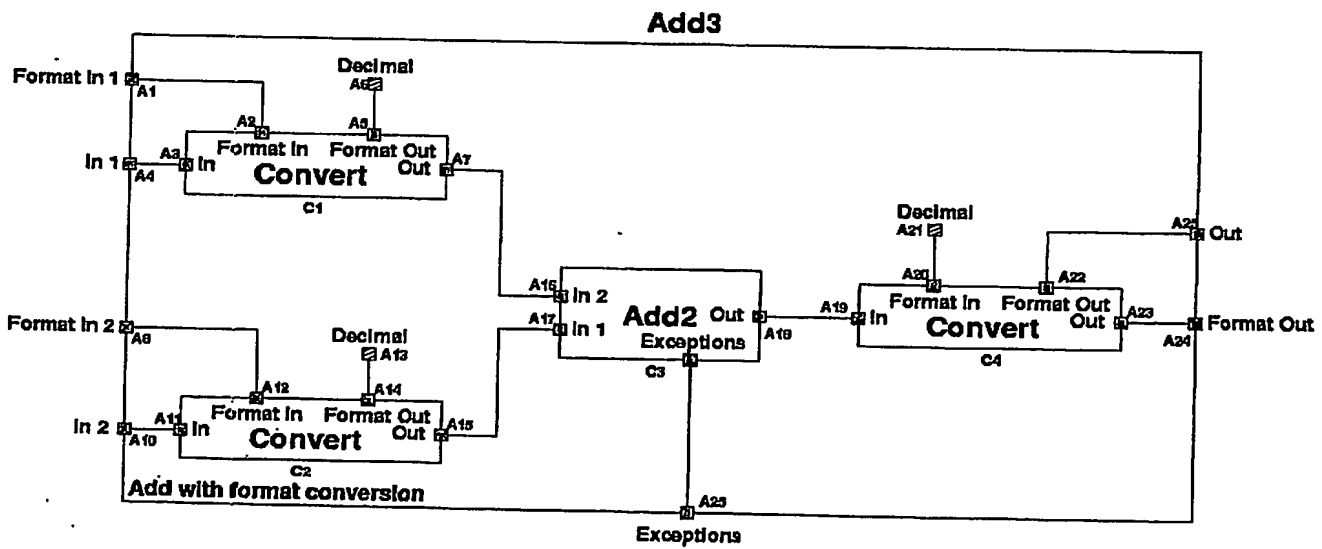 Add3
Format In 1
A1
Decimal
A6
A2
A5
Format In
Format Out
In 1
A4
A3
In
Convert
Out
A7
C1
Decimal
A21
A25
Out
A20
A22
Format In
Format Out
A16
In 2
A17
In 1
Add2
Out
A18
Exceptions
C3
A19
In
Convert
Out
A23
C4
Format Out
A24
Format In 2
A8
Decimal
A13
A12
A14
Format In
Format Out
In 2
A10
A11
In
Convert
Out
A15
C2
Add with format conversion
A25
Exceptions